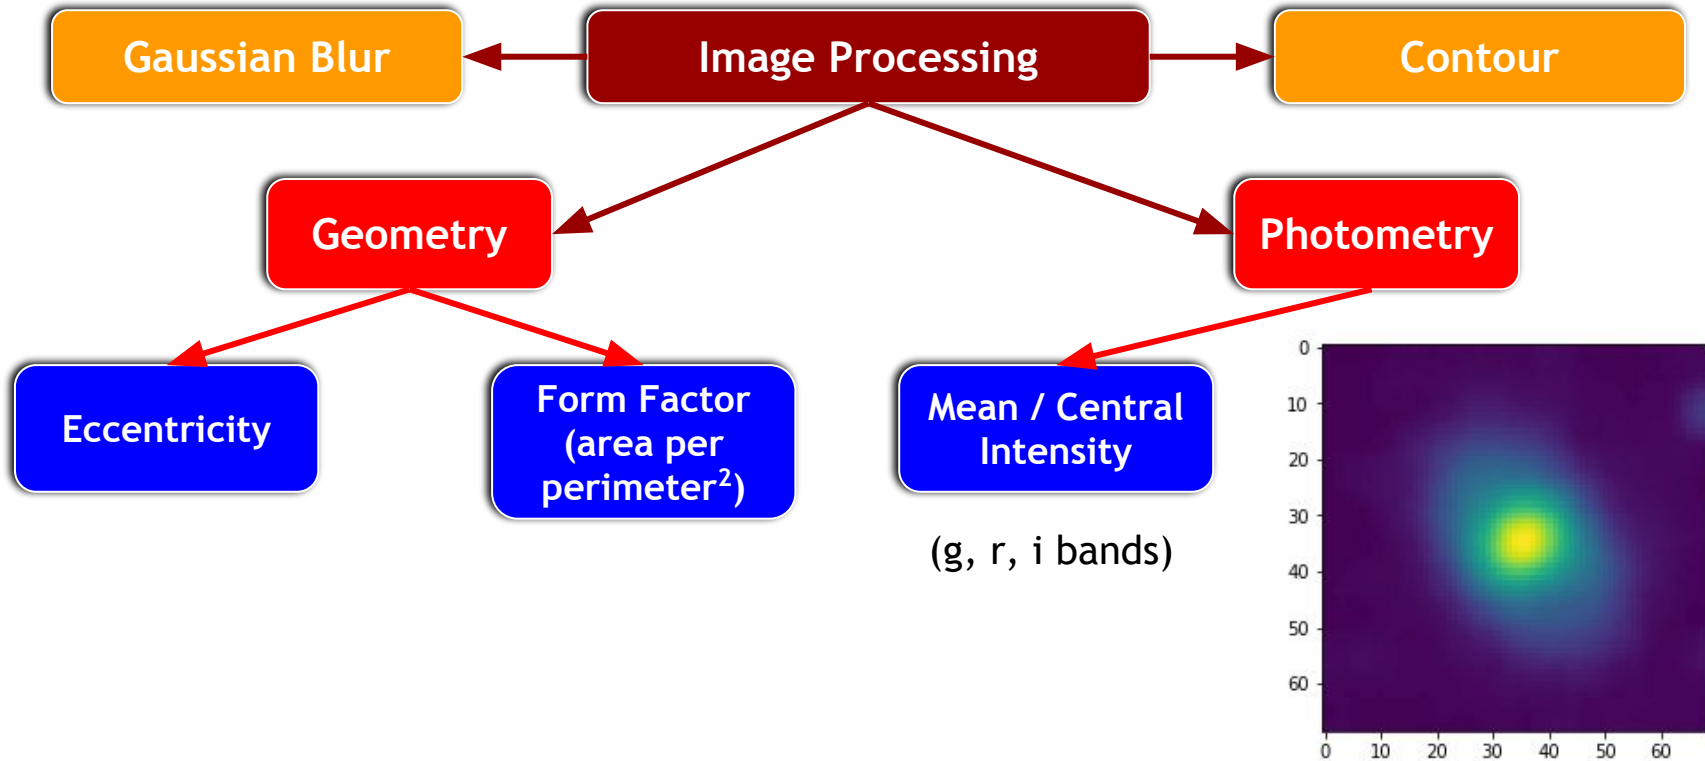 Gaussian Blur
Image Processing
Contour
Geometry
Photometry
Eccentricity
Form Factor
(area per
perimeter²)
Mean / Central
Intensity
(g, r, i bands)
0
10
20
30
40
50
60
0 10 20 30 40 50 60